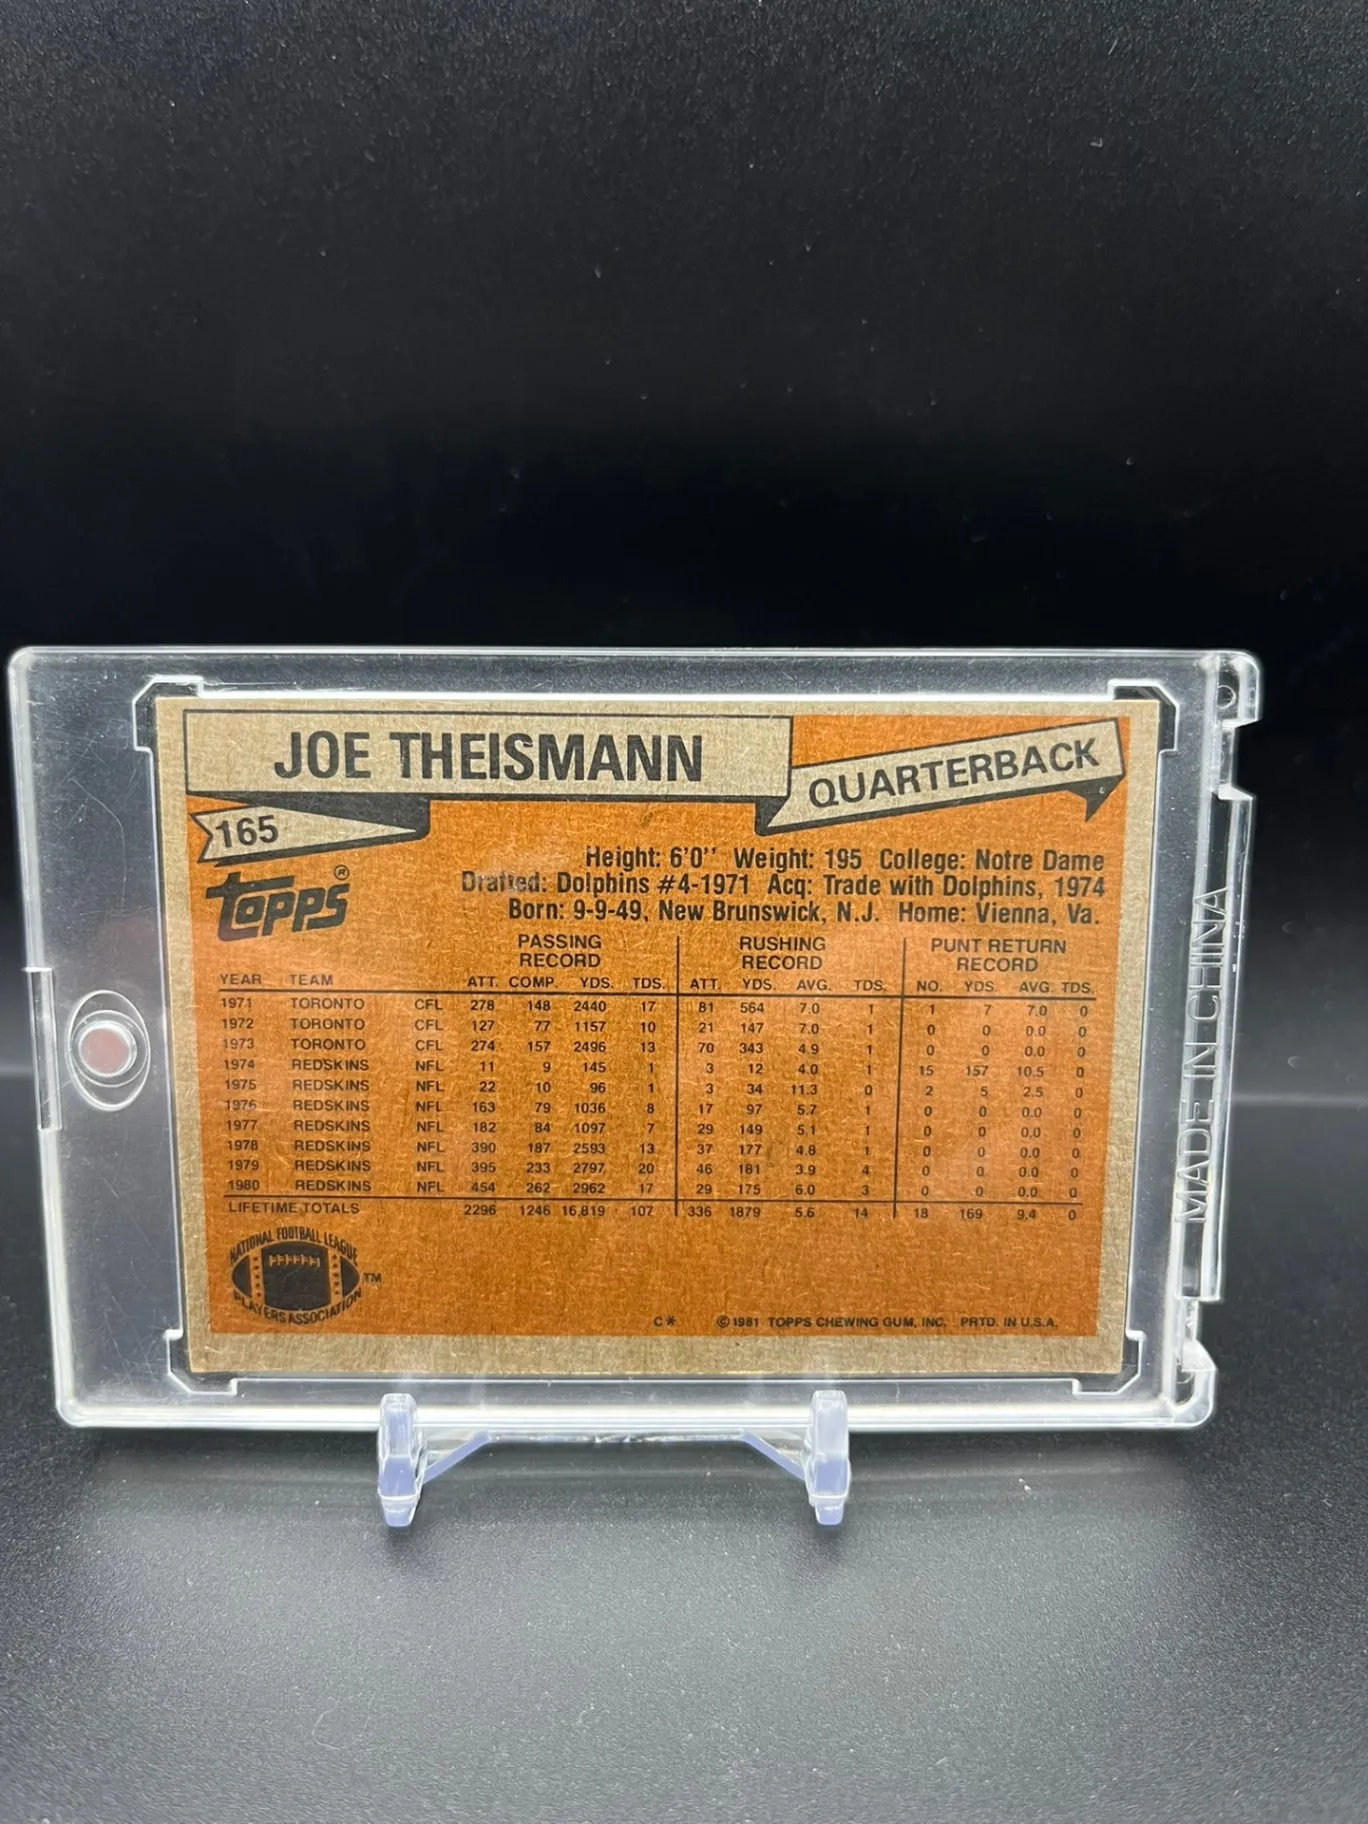 JOE THEISMANN
QUARTERBACK
165
Topps®
Height: 6'0'' Weight: 195 College: Notre Dame
Drafted: Dolphins #4-1971 Acq: Trade with Dolphins, 1974
Born: 9-9-49, New Brunswick, N.J. Home: Vienna, Va.
PASSING RECORD RUSHING RECORD PUNT RETURN RECORD
YEAR TEAM ATT. COMP. YDS. TDS. ATT. YDS. AVG. TDS. NO. YDS. AVG. TDS.
1971 TORONTO CFL 278 148 2440 17 81 564 7.0 1 1 7 7.0 0
1972 TORONTO CFL 127 77 1157 10 21 147 7.0 1 0 0 0.0 0
1973 TORONTO CFL 274 157 2496 13 70 343 4.9 1 0 0 0.0 0
1974 REDSKINS NFL 11 9 145 1 3 12 4.0 1 15 157 10.5 0
1975 REDSKINS NFL 22 10 96 1 3 34 11.3 0 2 5 2.5 0
1976 REDSKINS NFL 163 79 1036 8 17 97 5.7 1 0 0 0.0 0
1977 REDSKINS NFL 182 84 1097 7 29 149 5.1 1 0 0 0.0 0
1978 REDSKINS NFL 390 187 2593 13 37 177 4.8 1 0 0 0.0 0
1979 REDSKINS NFL 395 233 2797 20 46 181 3.9 4 0 0 0.0 0
1980 REDSKINS NFL 454 262 2962 17 29 175 6.0 3 0 0 0.0 0
LIFETIME TOTALS 2296 1246 16,819 107 336 1879 5.6 14 18 169 9.4 0
NATIONAL FOOTBALL LEAGUE
PLAYERS ASSOCIATION
TM
C* ©1981 TOPPS CHEWING GUM, INC. PRTD. IN U.S.A.
MADE IN CHINA